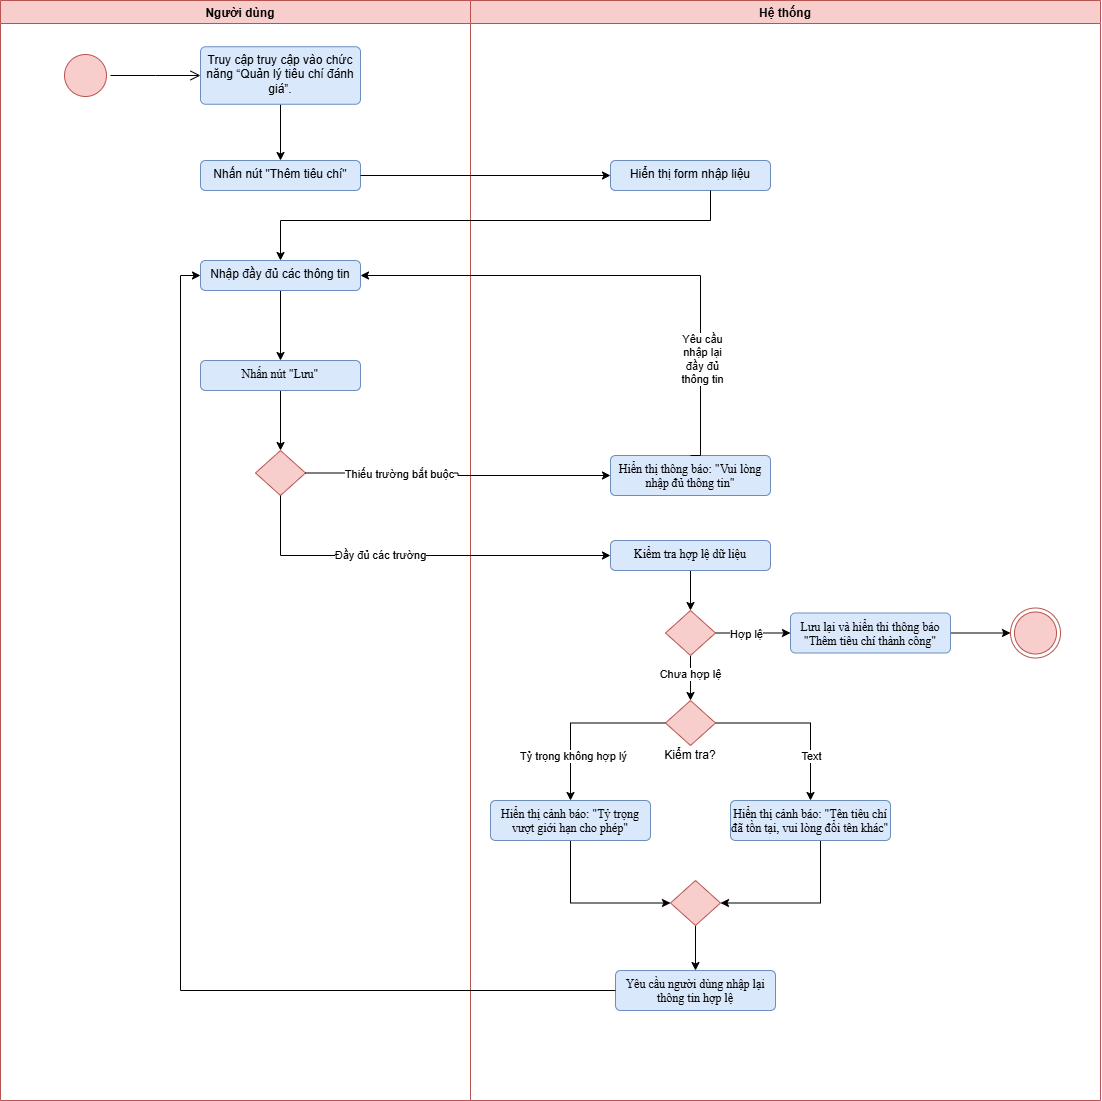 Người dùng
Hệ thống
Truy cập truy cập vào chức
năng “Quản lý tiêu chí đánh
giá”.
Nhấn nút "Thêm tiêu chí"
Hiển thị form nhập liệu
Nhập đầy đủ các thông tin
Yêu cầu
nhập lại
đầy đủ
thông tin
Nhấn nút "Lưu"
Thiếu trường bắt buộc
Hiển thị thông báo: "Vui lòng
nhập đủ thông tin"
Đầy đủ các trường
Kiểm tra hợp lệ dữ liệu
Hợp lệ
Lưu lại và hiển thi thông báo
"Thêm tiêu chí thành công"
Chưa hợp lệ
Kiểm tra?
Tỷ trọng không hợp lý
Text
Hiển thị cảnh báo: "Tỷ trọng
vượt giới hạn cho phép"
Hiển thị cảnh báo: "Tên tiêu chí
đã tồn tại, vui lòng đổi tên khác"
Yêu cầu người dùng nhập lại
thông tin hợp lệ